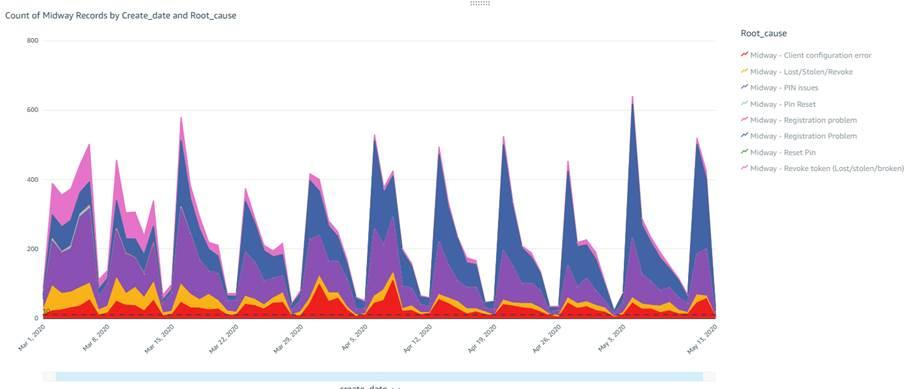 Count of Midway Records by Create_date and Root_cause
Root_cause
Midway - Client configuration error
Midway - Lost/Stolen/Revoke
Midway - PIN issues
Midway - Pin Reset
Midway - Registration problem
Midway - Registration Problem
Midway - Reset Pin
Midway - Revoke token (Lost/stolen/broken)
800
600
400
200
0
Mar 1, 2020
Mar 8, 2020
Mar 15, 2020
Mar 22, 2020
Mar 29, 2020
Apr 5, 2020
Apr 12, 2020
Apr 19, 2020
Apr 26, 2020
May 3, 2020
May 13, 2020
create_date